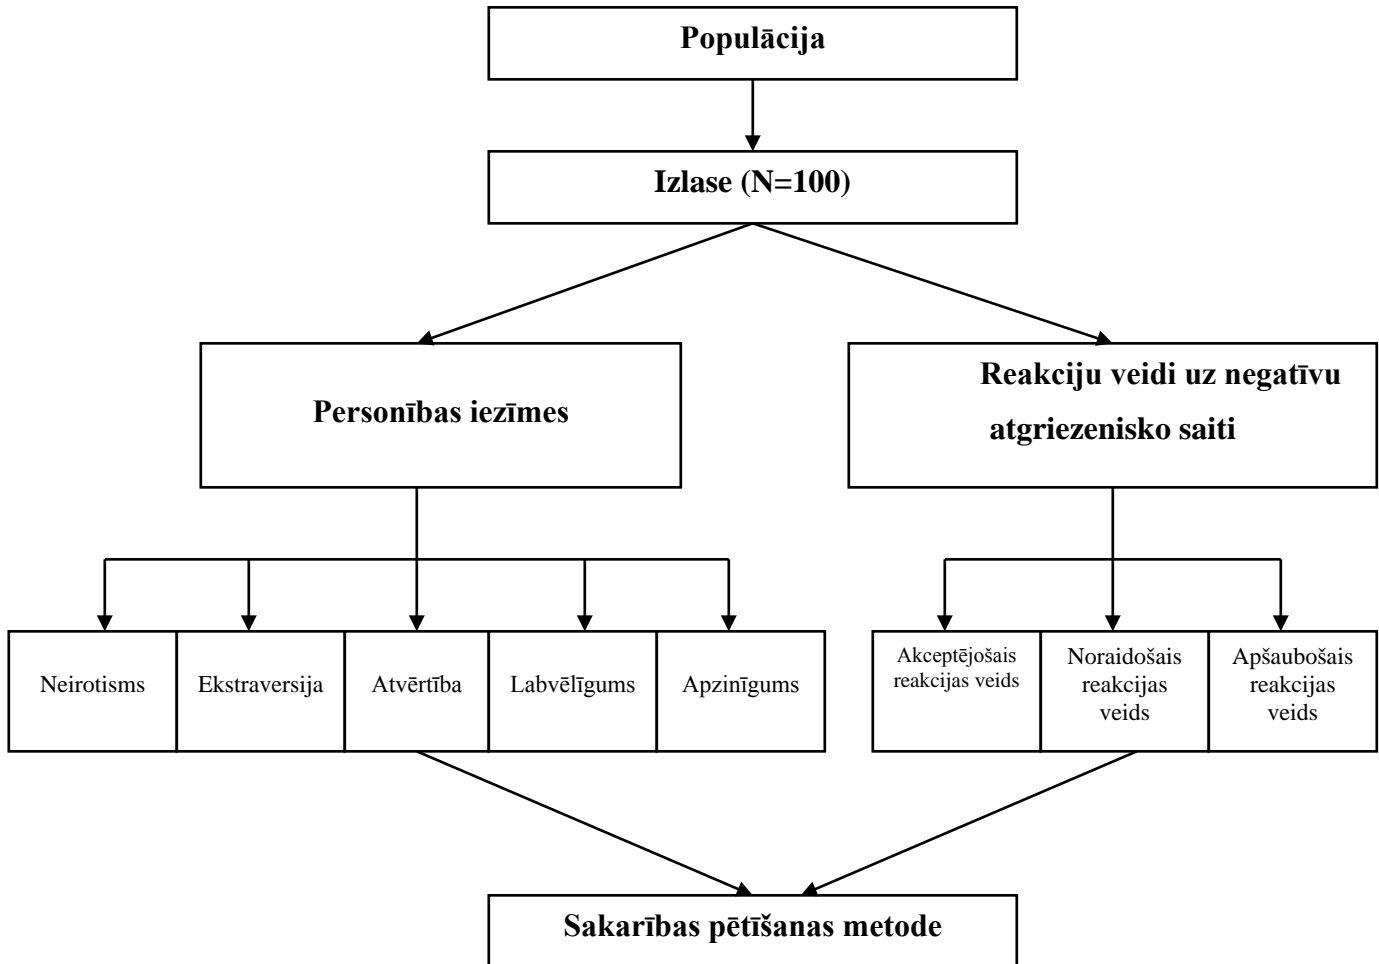 Populācija
Izlase (N=100)
Personības iezīmes
Reakciju veidi uz negatīvu
atgriezenisko saiti
Neirotisms
Ekstraversija
Atvērtība
Labvēlīgums
Apzinīgums
Akceptējošais
reakcijas veids
Noraidošais
reakcijas
veids
Apšaubošais
reakcijas
veids
Sakarības pētīšanas metode